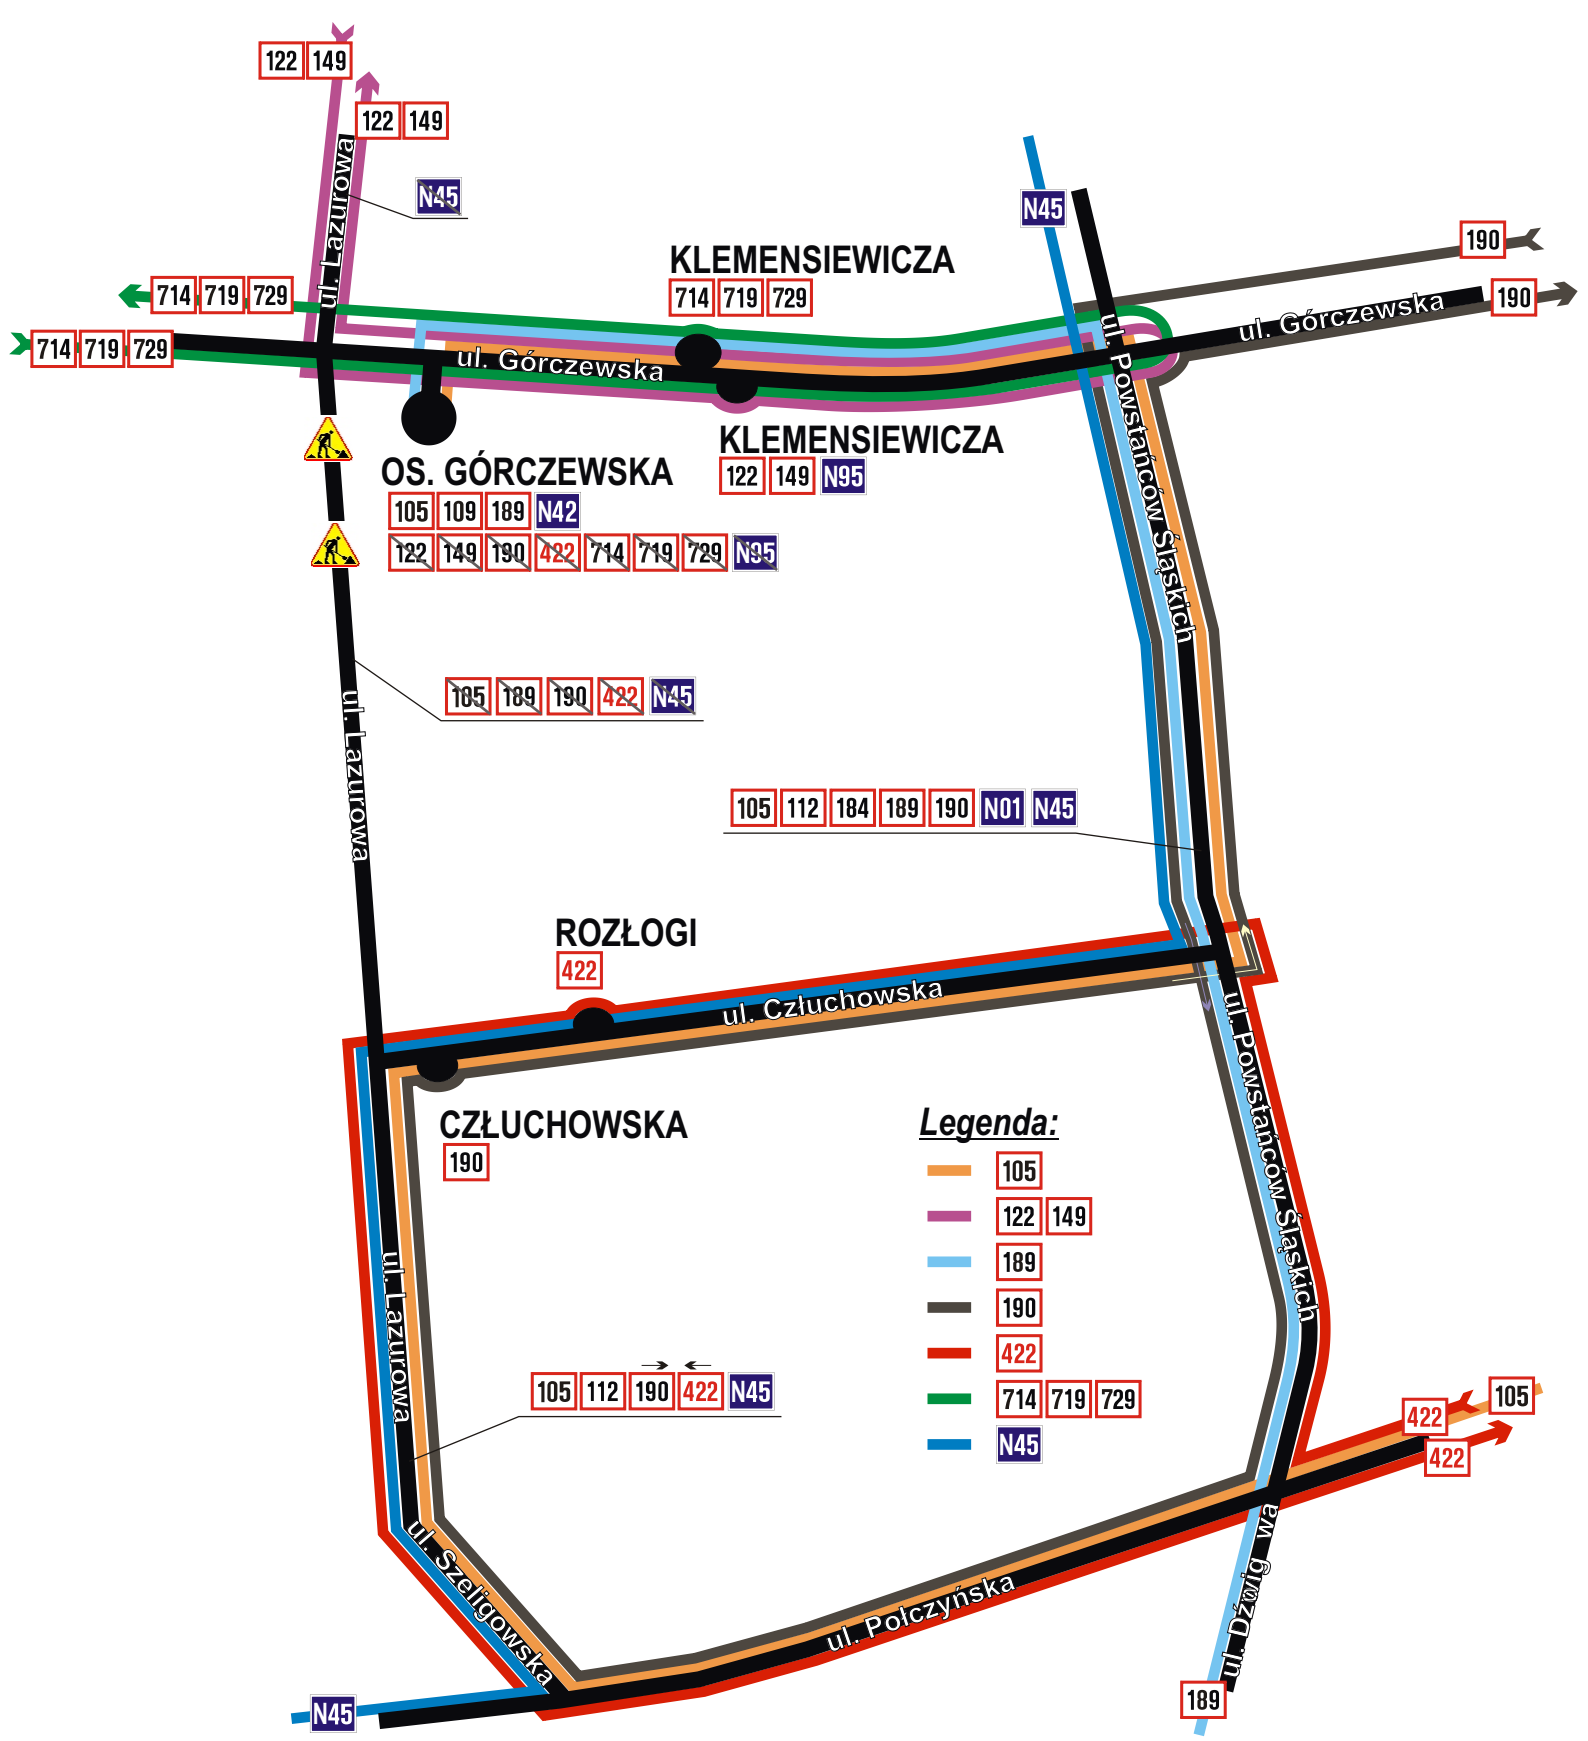 122 149
122 149
ul. Lazurowa
N45
N45
190
190
714 719 729
714 719 729
KLEMENSIEWICZA
714 719 729
ul. Górczewska
ul. Górczewska
ul. Powstańców Śląskich
KLEMENSIEWICZA
122 149 N95
OS. GÓRCZEWSKA
105 109 189 N42
122 149 190 422 714 719 729 N95
105 189 190 422 N45
ul. Lazurowa
105 112 184 189 190 N01 N45
ROZŁOGI
422
ul. Człuchowska
ul. Powstańców Śląskich
CZŁUCHOWSKA
190
Legenda:
105
122 149
189
190
422
714 719 729
N45
ul. Lazurowa
105 112 190 422 N45
105
422
422
ul. Szeligowska
ul. Połczyńska
ul. Dźwig wa
189
N45